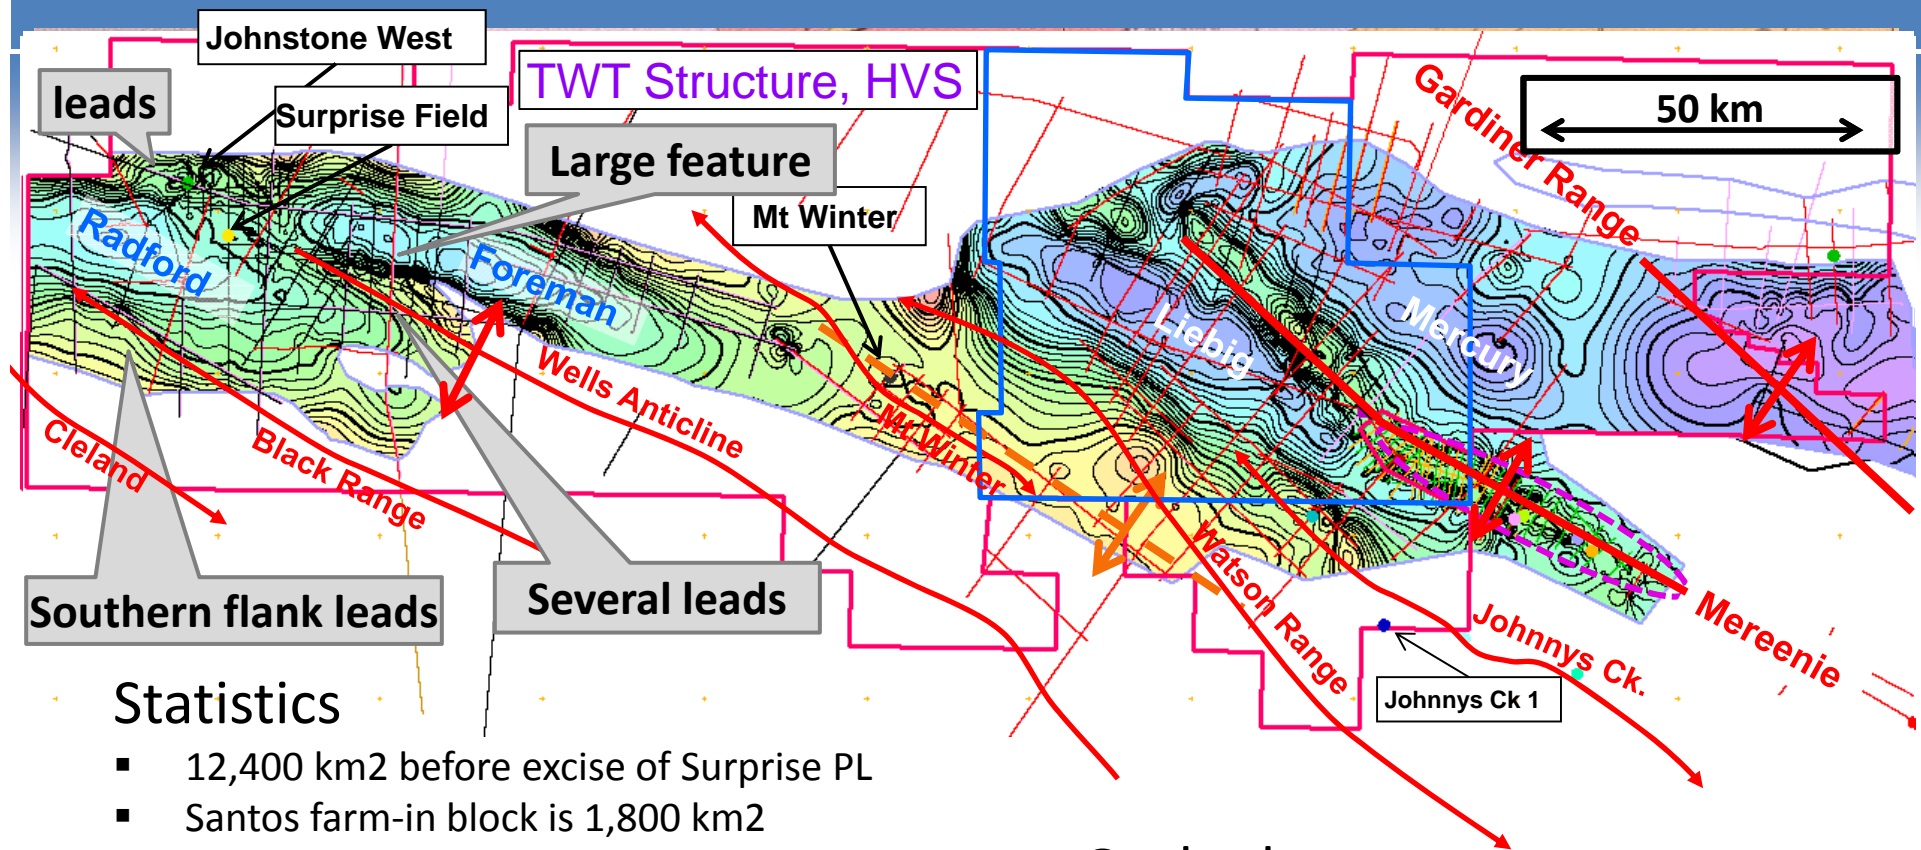 Johnstone West
TWT Structure, HVS
leads
Surprise Field
50 km
Gardiner Range
Large feature
Mt Winter
Radford
Foreman
Liebig
Mercury
Wells Anticline
Mt Winter
Cleland
Black Range
Watson Range
Southern flank leads
Several leads
Mereenie
Johnnys Ck.
Johnnys Ck 1
Statistics
▪ 12,400 km2 before excise of Surprise PL
▪ Santos farm-in block is 1,800 km2